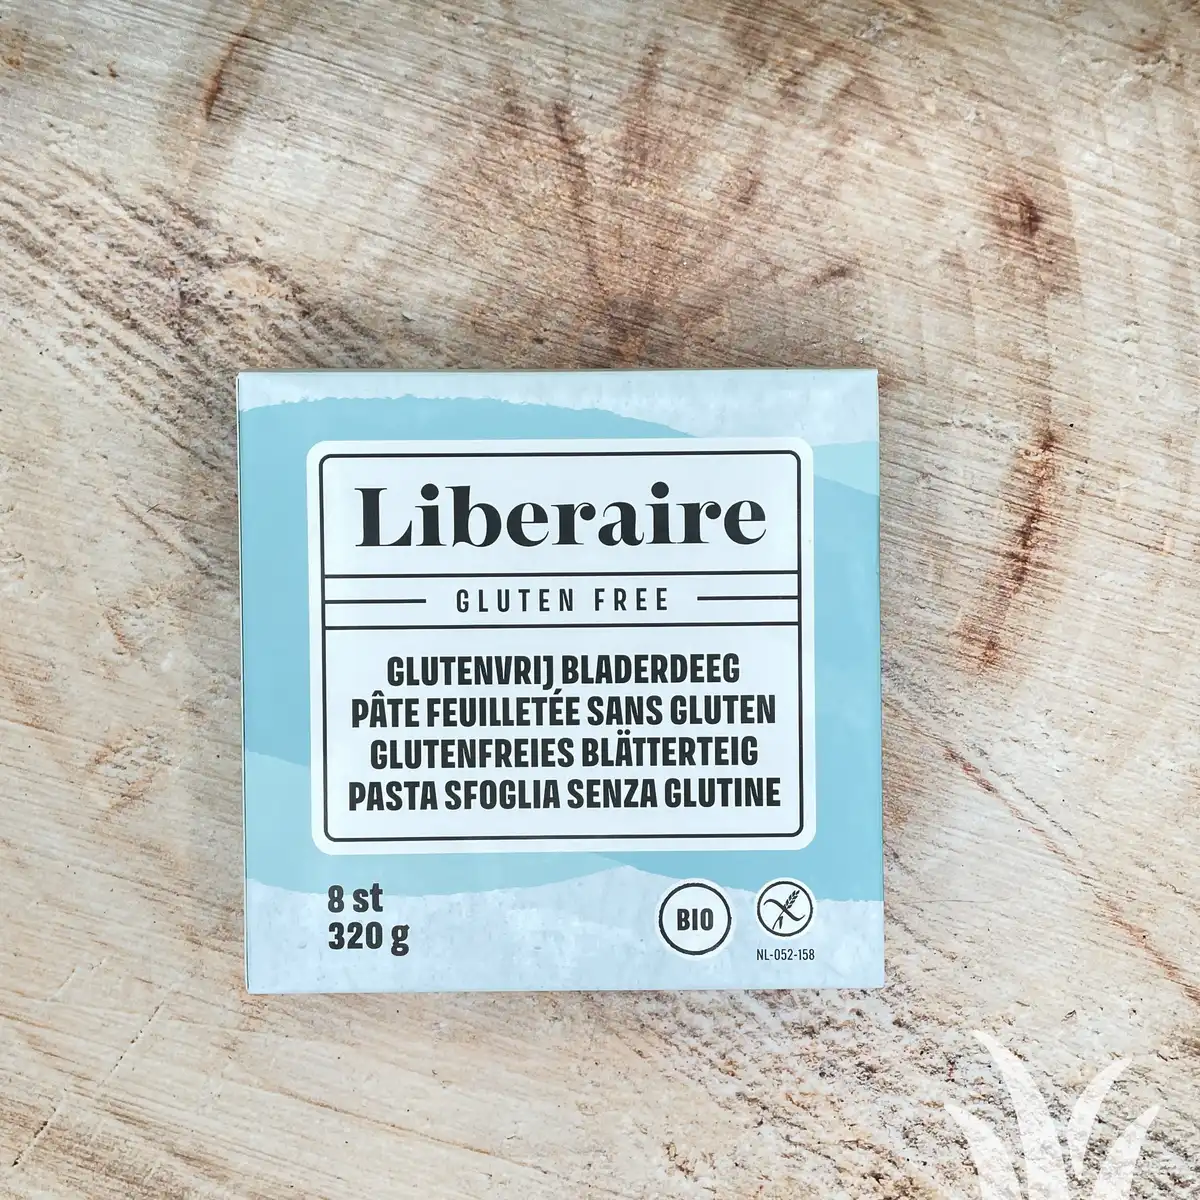 Liberaire
GLUTEN FREE
GLUTENVRIJ BLADERDEEG
PÂTE FEUILLETÉE SANS GLUTEN
GLUTENFREIES BLÄTTERTEIG
PASTA SFOGLIA SENZA GLUTINE
8 st
320 g
BIO
NL-052-158